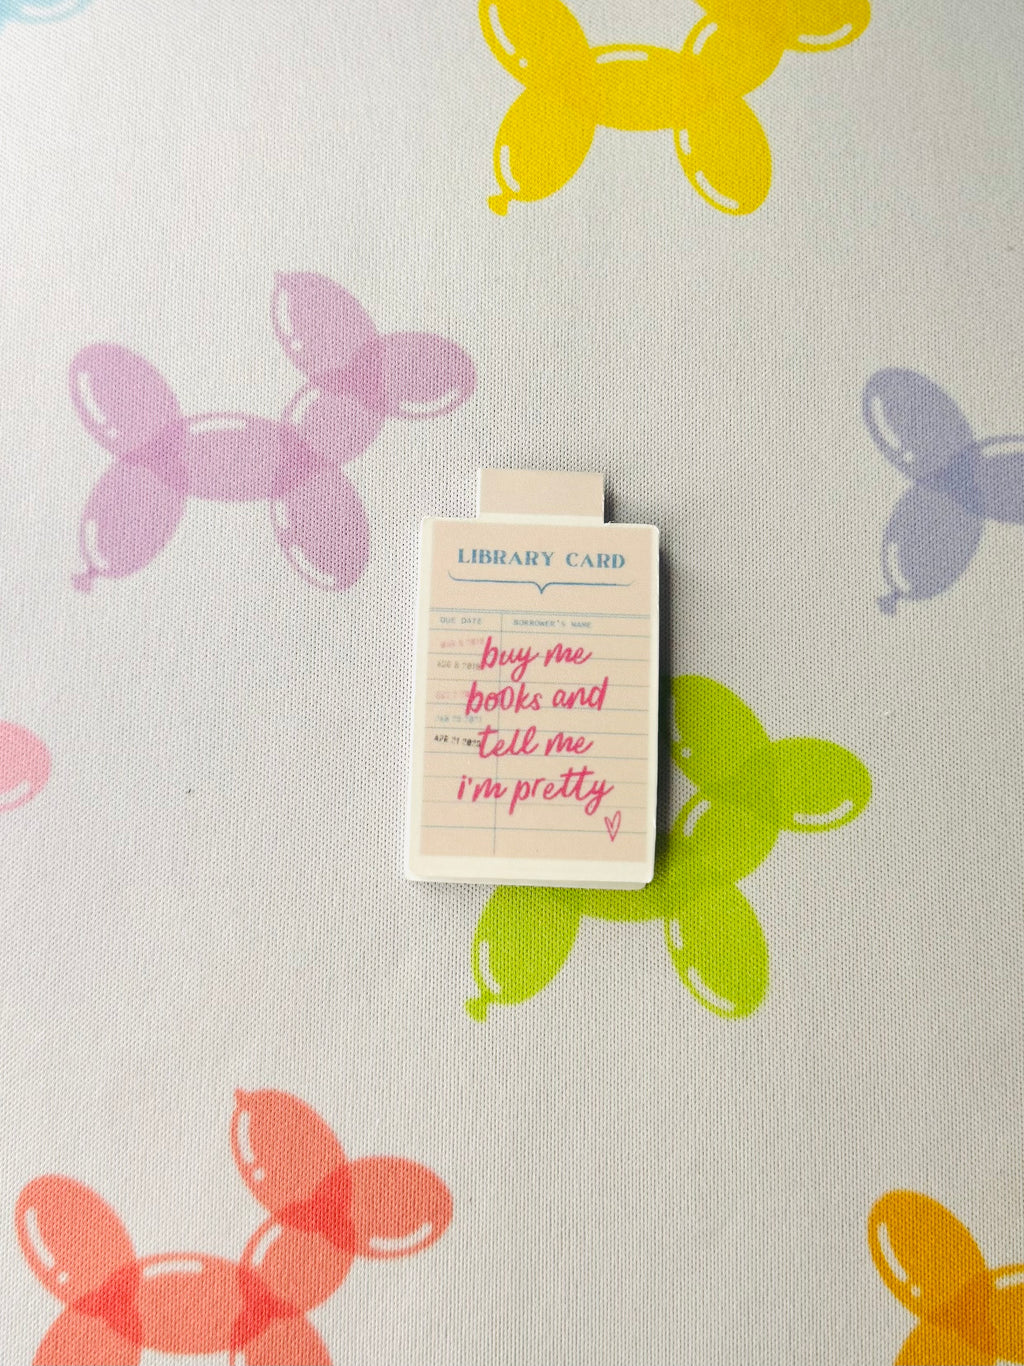 LIBRARY CARD
DUE DATE BORROWER'S NAME
buy me
books and
tell me
i'm pretty